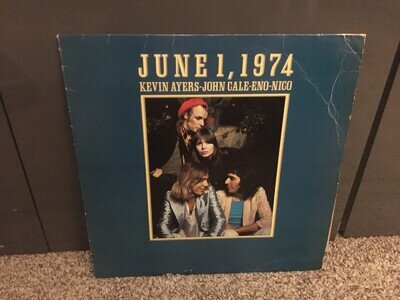 JUNE 1, 1974
KEVIN AYERS-JOHN CALE-ENO-NICO